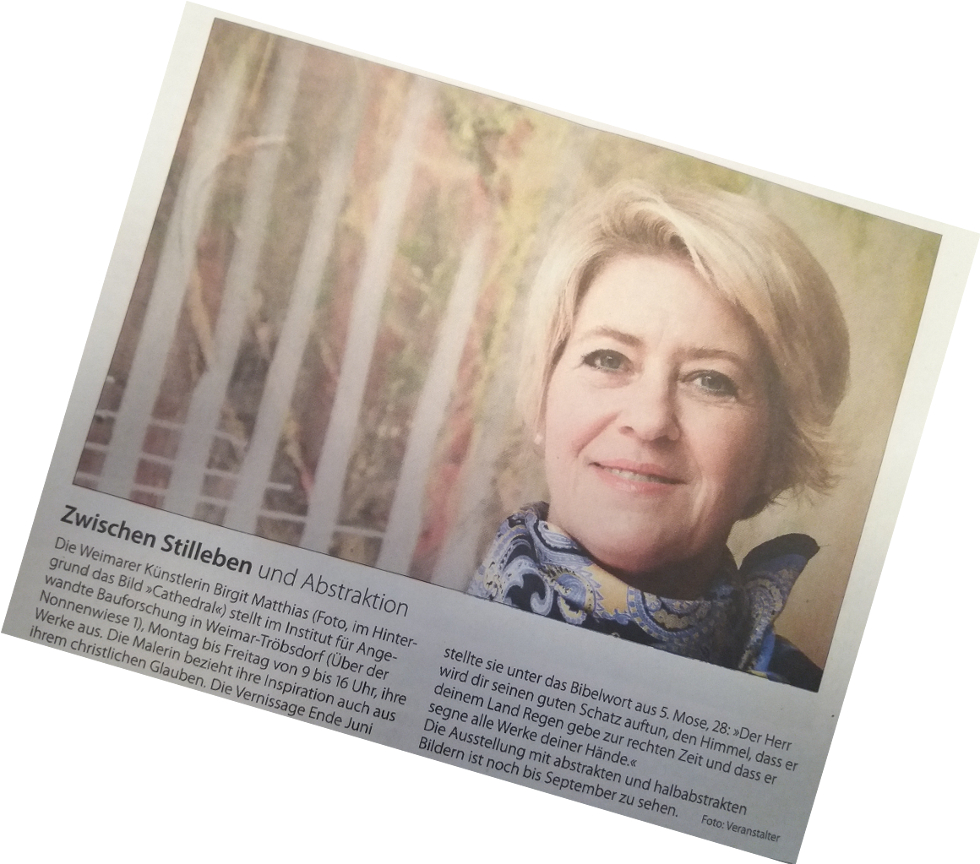 Zwischen Stilleben und Abstraktion
Die Weimarer Künstlerin Birgit Matthias (Foto, im Hinter-
grund das Bild »Cathedral«) stellt im Institut für Ange-
wandte Bauforschung in Weimar-Tröbsdorf (Über der
Nonnenwiese 1), Montag bis Freitag von 9 bis 16 Uhr, ihre
Werke aus. Die Malerin bezieht ihre Inspiration auch aus
ihrem christlichen Glauben. Die Vernissage Ende Juni
stellte sie unter das Bibelwort aus 5. Mose, 28: »Der Herr
wird dir seinen guten Schatz auftun, den Himmel, dass er
deinem Land Regen gebe zur rechten Zeit und dass er
segne alle Werke deiner Hände.«
Die Ausstellung mit abstrakten und halbabstrakten
Bildern ist noch bis September zu sehen.
Foto: Veranstalter